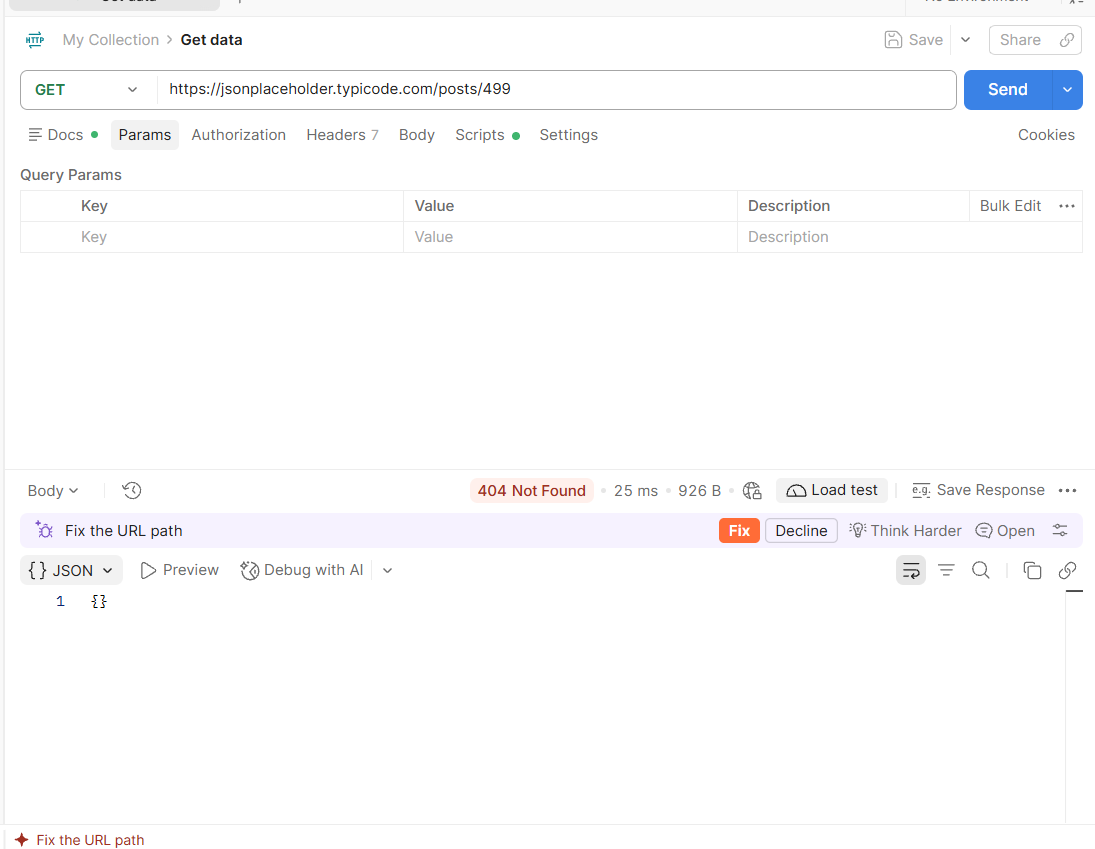 HTTP My Collection > Get data Save Share
GET https://jsonplaceholder.typicode.com/posts/499 Send
Docs Params Authorization Headers 7 Body Scripts Settings Cookies
Query Params
Key Value Description Bulk Edit
Key Value Description
Body 404 Not Found 25 ms 926 B Load test e.g. Save Response
Fix the URL path Fix Decline Think Harder Open
{} JSON Preview Debug with AI
1 {}
Fix the URL path